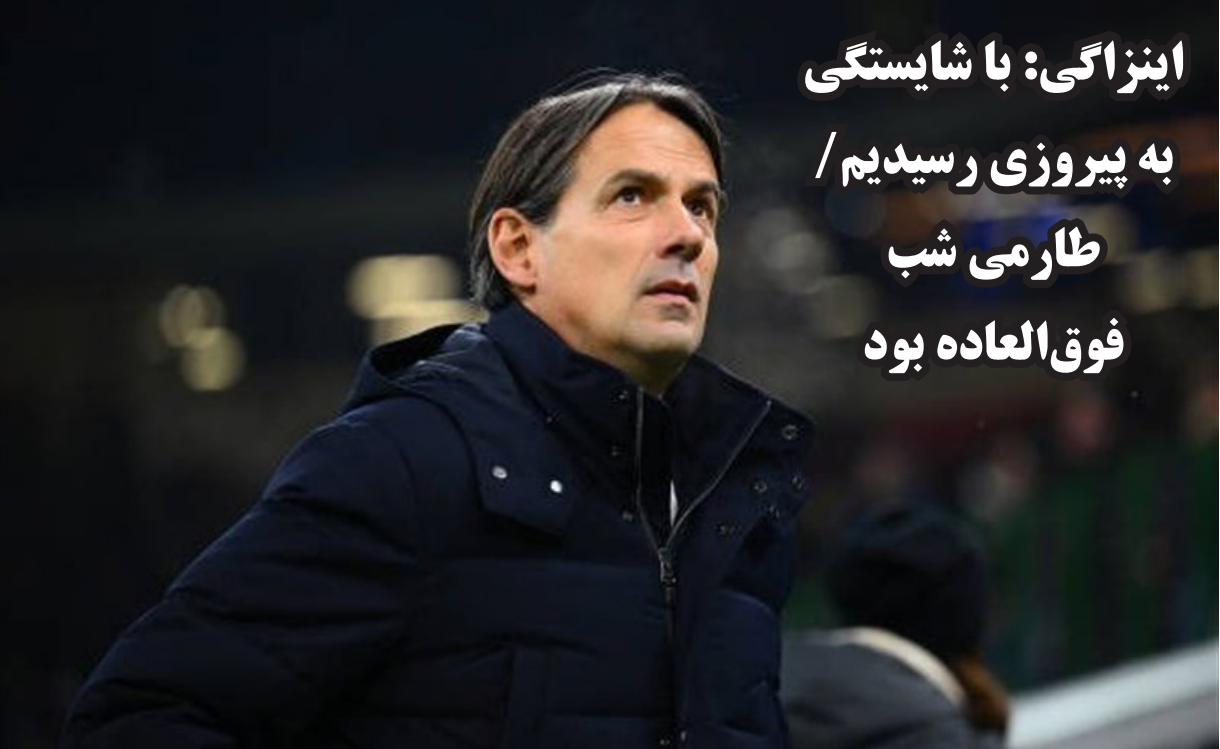 اینزاگی: با شایستگی
به پیروزی رسیدیم/
طارمی شب
فوق‌العاده بود